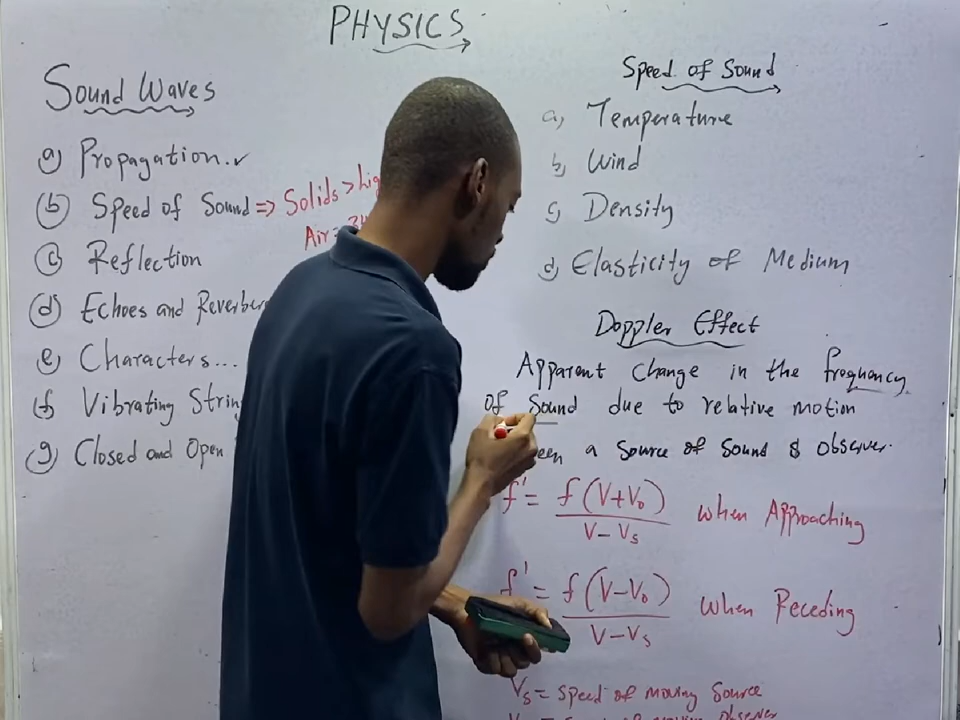 PHYSICS
Sound Waves
a) Propagation. ✓
(b) Speed of Sound => Solids >
Air =
(c) Reflection
(d) Echoes and
(e) Characters...
(f) Vibrating
(g) Closed and Open
Speed of Sound
a, Temperature
b, Wind
c, Density
d, Elasticity of Medium
Doppler Effect
Apparent Change in the frequency
of Sound due to relative motion
a Source of Sound & observer.
f' = f(V+V₀) / V-Vs when Approaching
f' = f(V-V₀) / V-Vs when Receding
Vs = Speed of moving Source